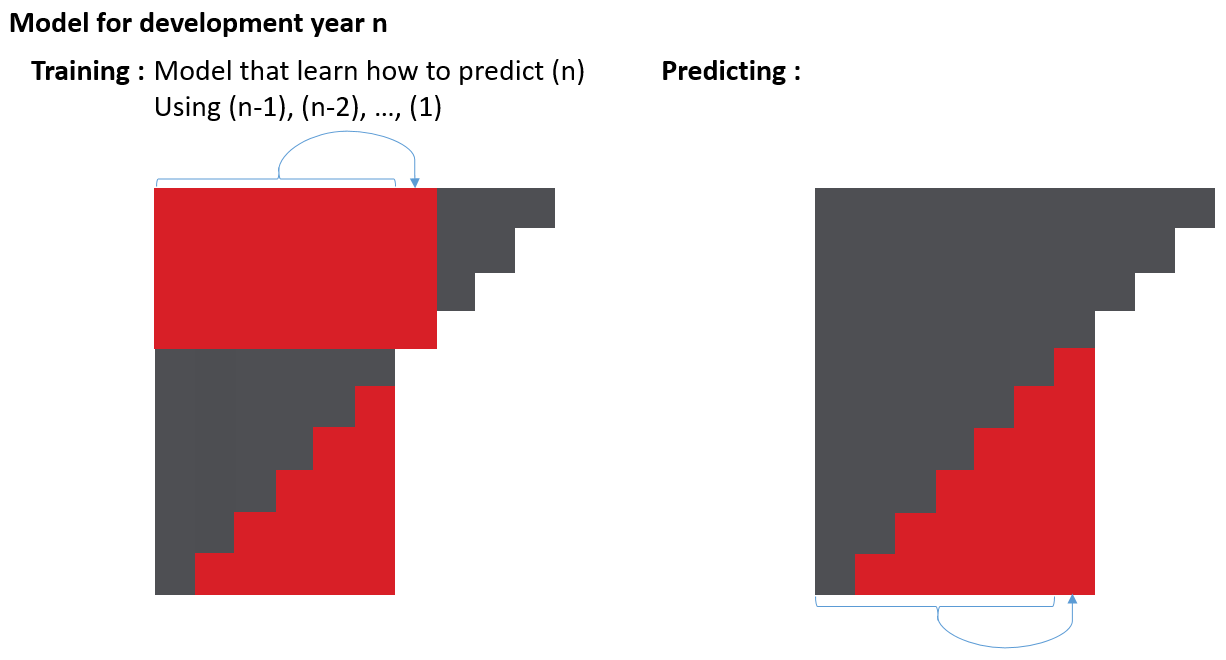 Model for development year n
Training : Model that learn how to predict (n)
Using (n-1), (n-2), …, (1)
Predicting :